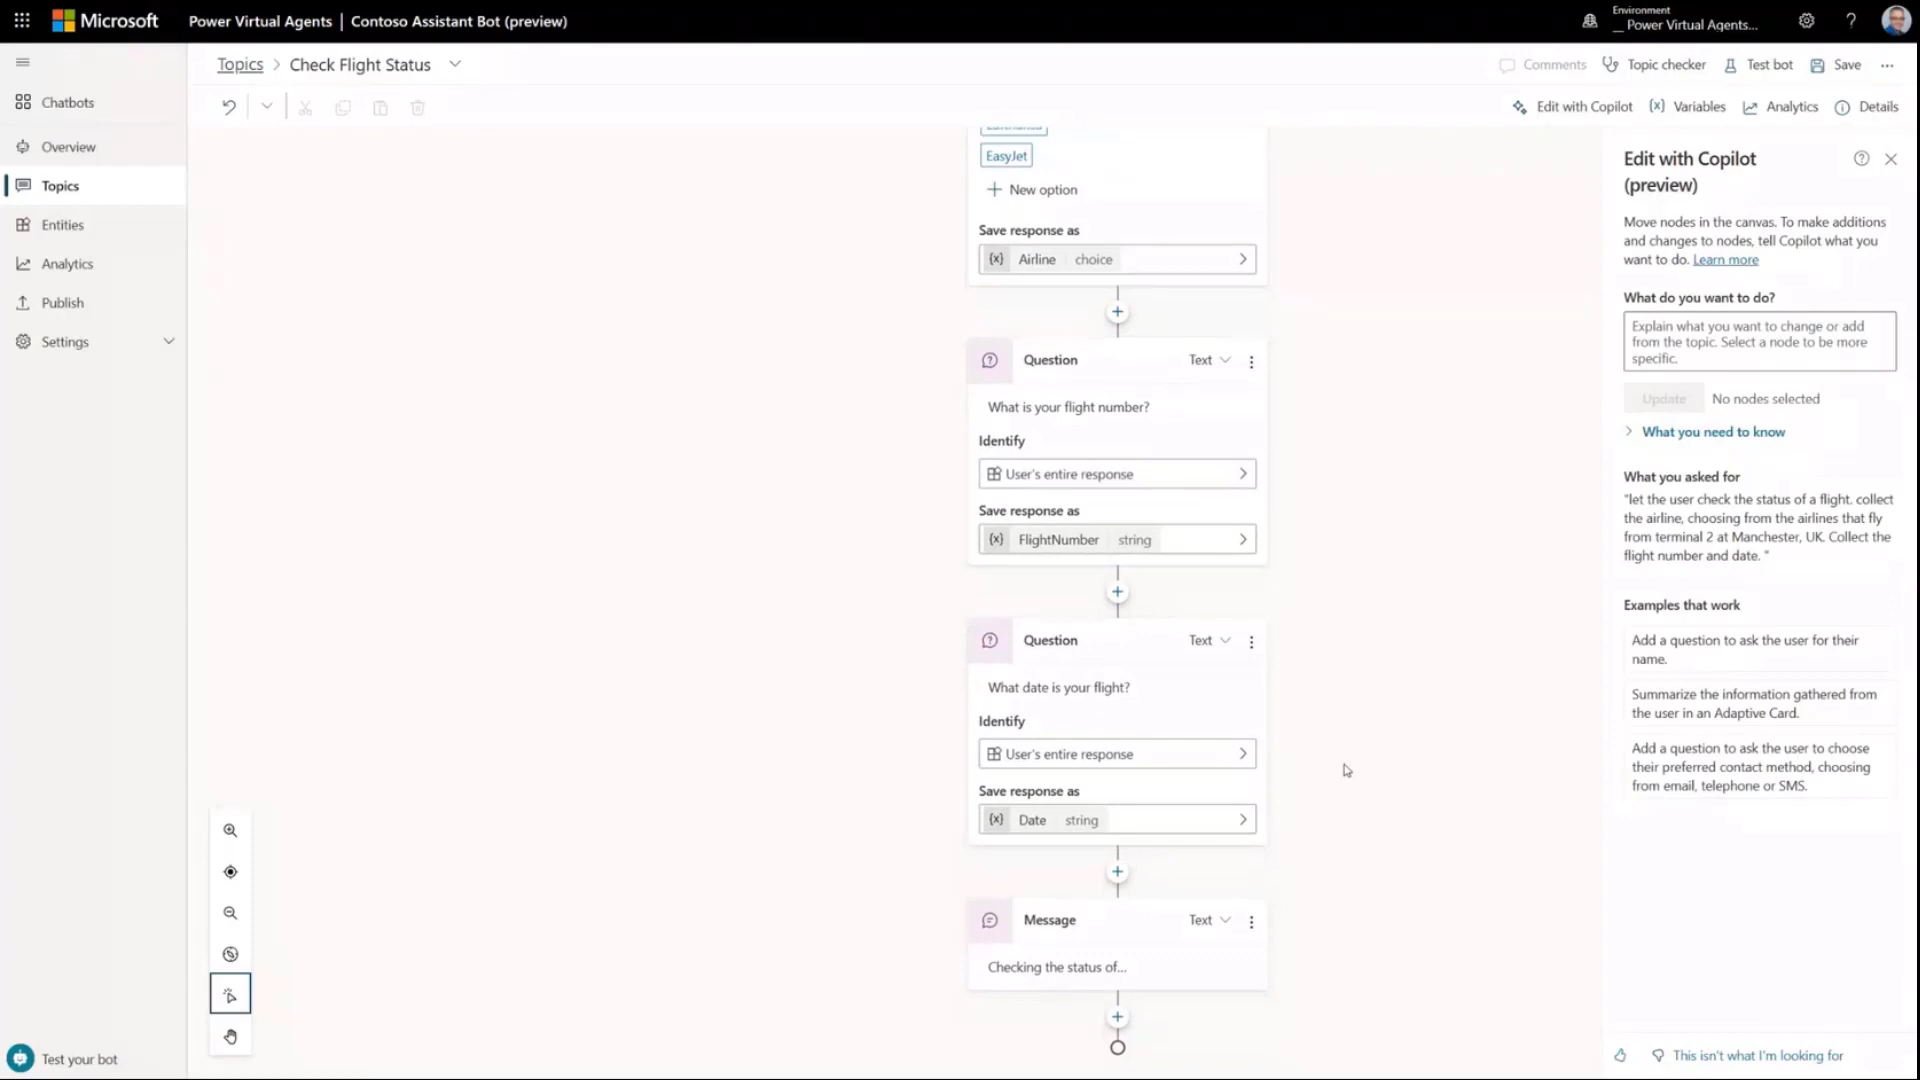 Microsoft
Power Virtual Agents | Contoso Assistant Bot (preview)
Environment
__ Power Virtual Agents...
?
Topics > Check Flight Status
Comments
Topic checker
Test bot
Save
...
Edit with Copilot
{x} Variables
Analytics
Details
Chatbots
Overview
Topics
Entities
Analytics
Publish
Settings
Test your bot
EasyJet
+ New option
Save response as
{x} Airline choice
Question
Text
What is your flight number?
Identify
User's entire response
Save response as
{x} FlightNumber string
Question
Text
What date is your flight?
Identify
User's entire response
Save response as
{x} Date string
Message
Text
Checking the status of...
Edit with Copilot
(preview)
Move nodes in the canvas. To make additions
and changes to nodes, tell Copilot what you
want to do. Learn more
What do you want to do?
Explain what you want to change or add
from the topic. Select a node to be more
specific.
Update
No nodes selected
What you need to know
What you asked for
"let the user check the status of a flight. collect
the airline, choosing from the airlines that fly
from terminal 2 at Manchester, UK. Collect the
flight number and date. "
Examples that work
Add a question to ask the user for their
name.
Summarize the information gathered from
the user in an Adaptive Card.
Add a question to ask the user to choose
their preferred contact method, choosing
from email, telephone or SMS.
This isn't what I'm looking for